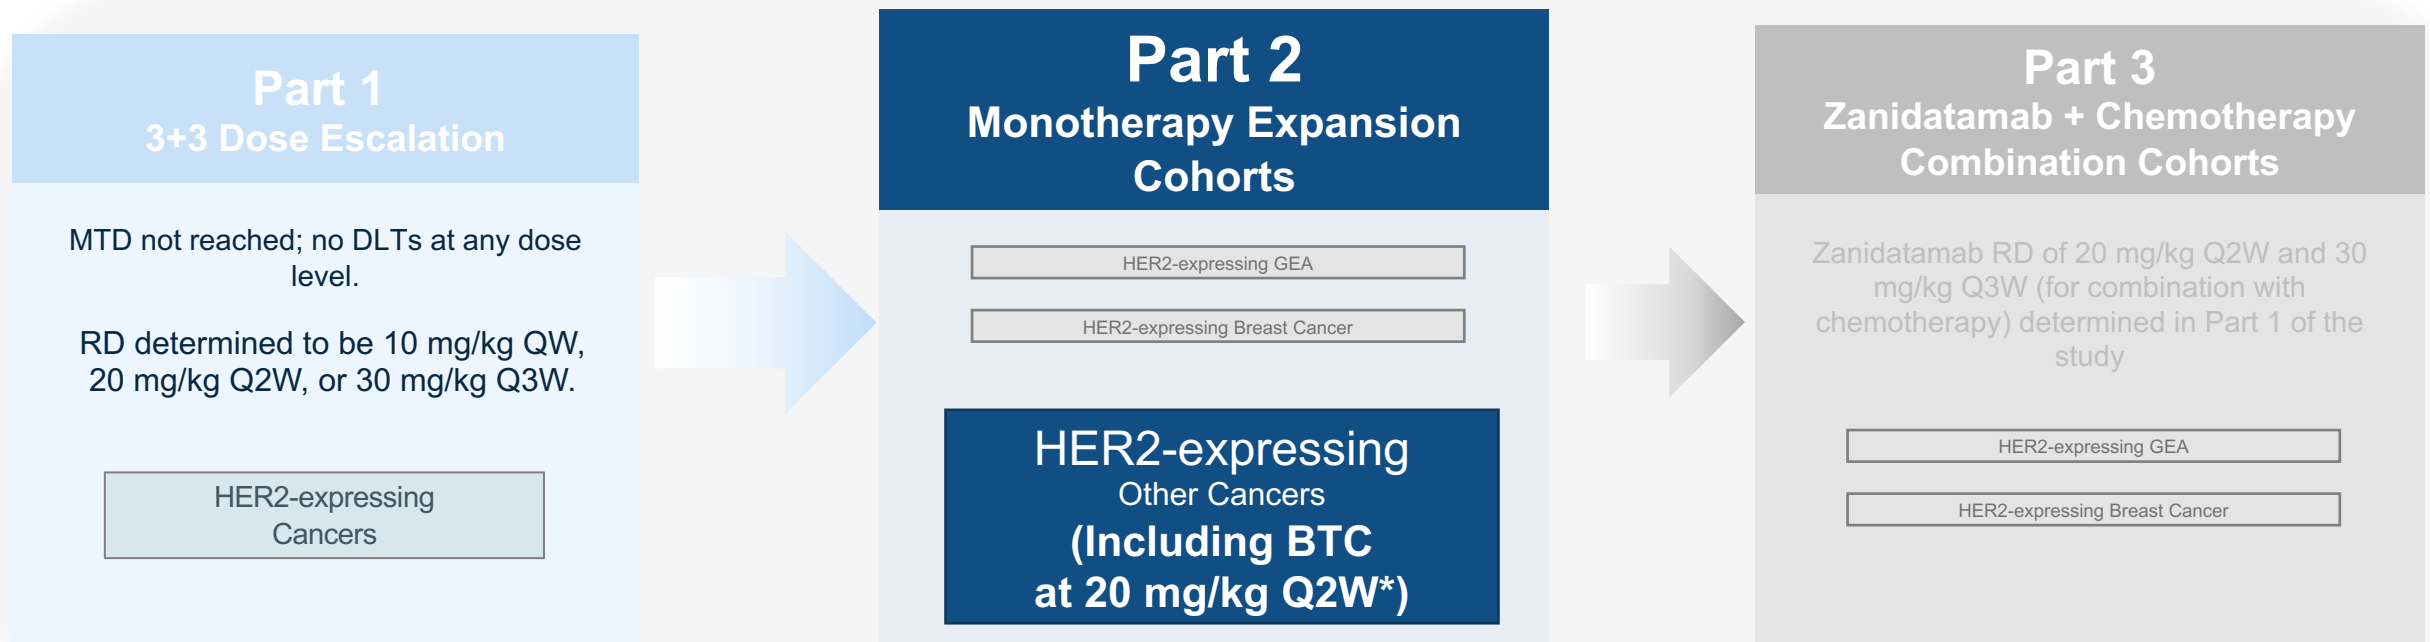 Part 1
3+3 Dose Escalation
MTD not reached; no DLTs at any dose
level.
RD determined to be 10 mg/kg QW,
20 mg/kg Q2W, or 30 mg/kg Q3W.
HER2-expressing
Cancers
Part 2
Monotherapy Expansion
Cohorts
HER2-expressing GEA
HER2-expressing Breast Cancer
HER2-expressing
Other Cancers
(Including BTC
at 20 mg/kg Q2W*)
Part 3
Zanidatamab + Chemotherapy
Combination Cohorts
Zanidatamab RD of 20 mg/kg Q2W and 30
mg/kg Q3W (for combination with
chemotherapy) determined in Part 1 of the
study
HER2-expressing GEA
HER2-expressing Breast Cancer